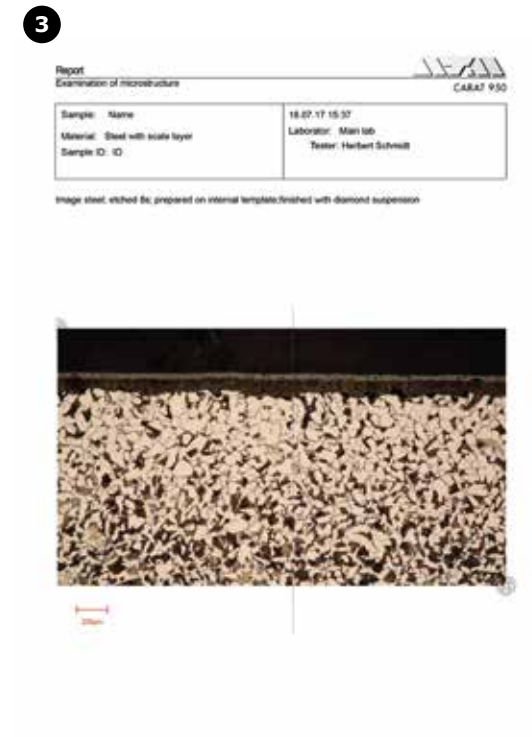 3
Report
Examination of microstructure
CARAT 930
Sample: Name
Material: Steel with scale layer
Sample ID: ID
18.07.17 15:37
Laborator: Main lab
Tester: Herbert Schmidt
Image steel; etched 8s; prepared on internal template;finished with diamond suspension